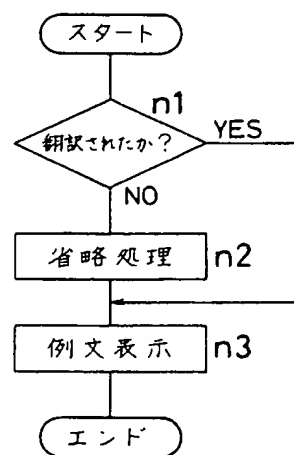 スタート
n1
翻訳されたか?
YES
NO
省略処理
n2
例文表示
n3
エンド